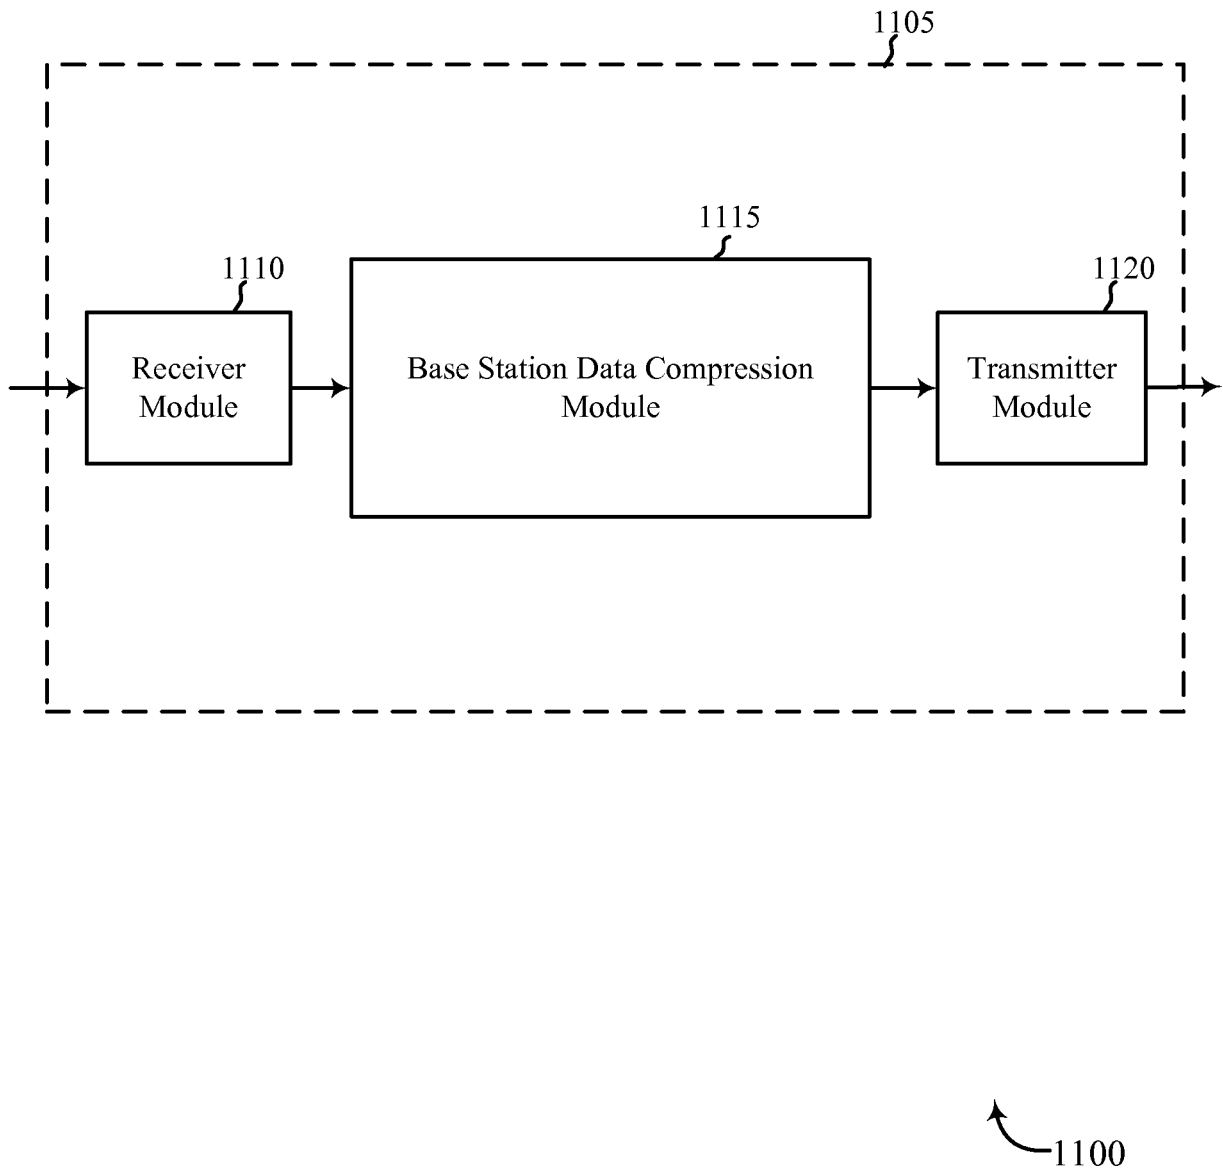 1105
1115
1110
1120
Receiver
Module
Base Station Data Compression
Module
Transmitter
Module
1100